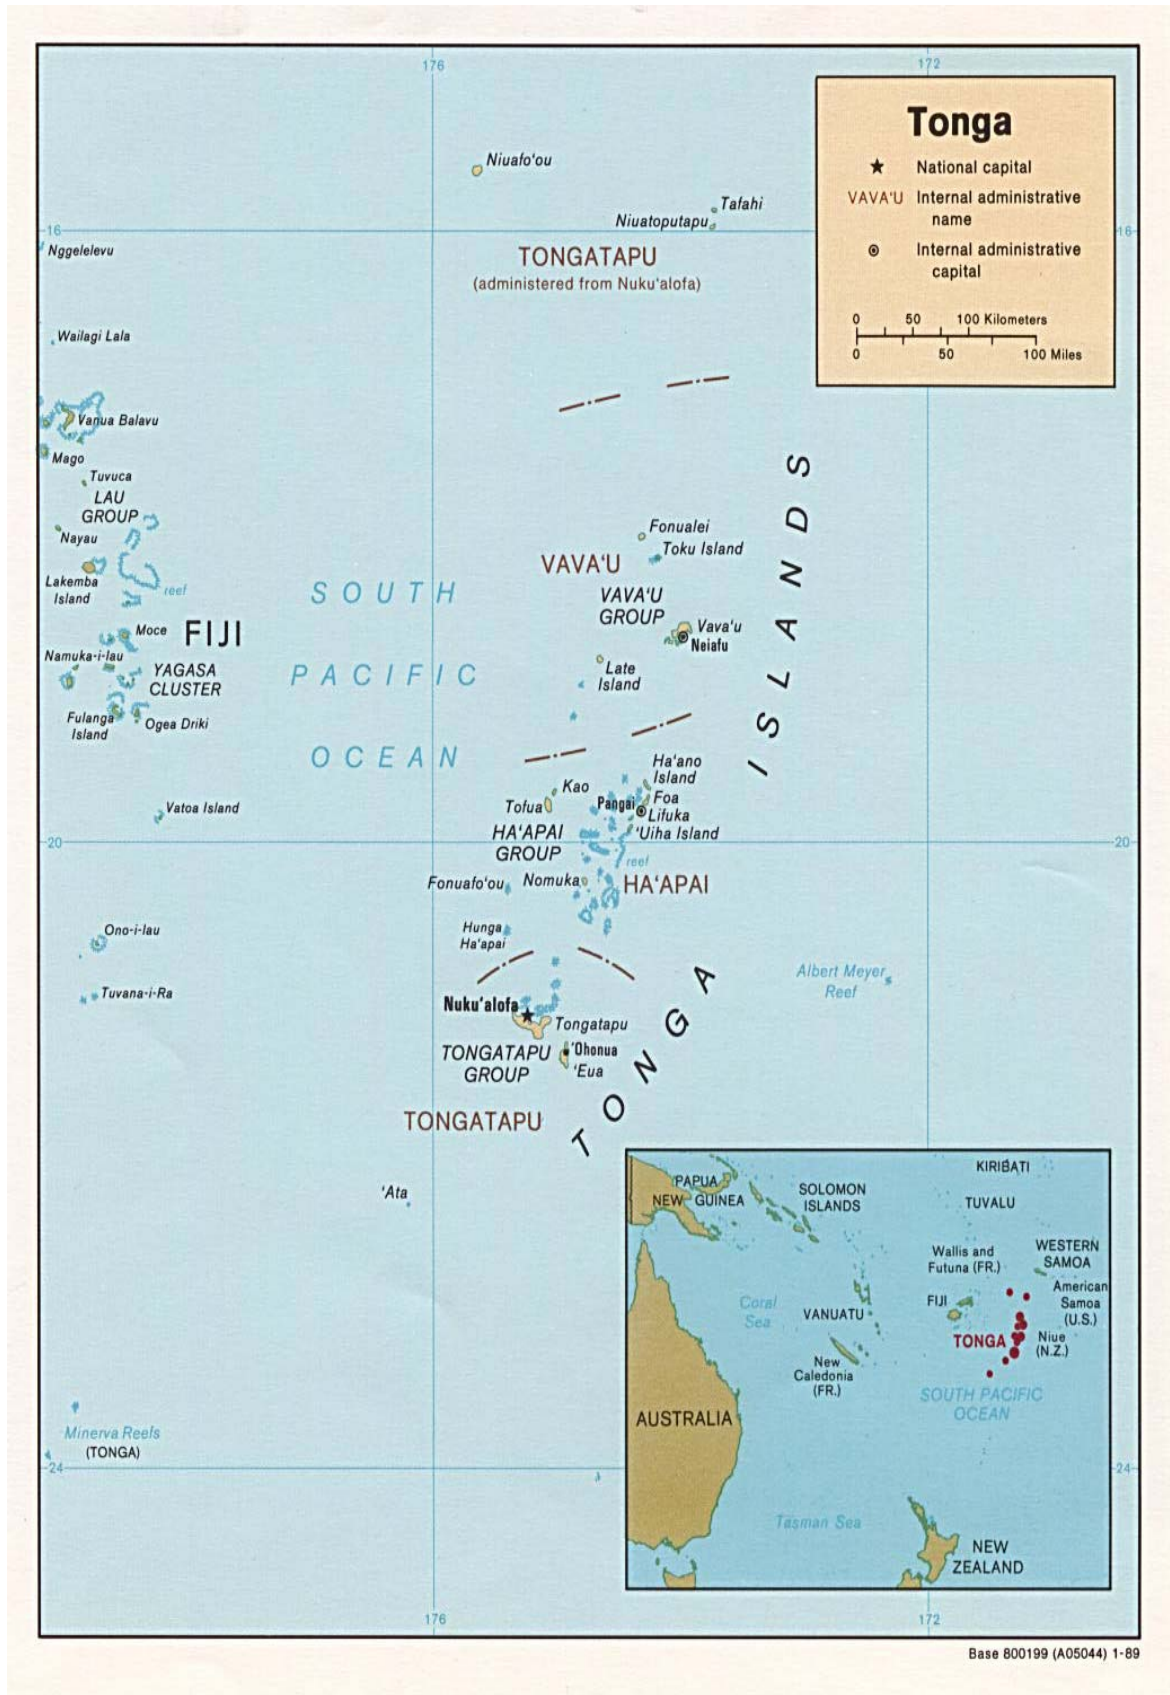 176
172
Tonga
National capital
VAVA'U Internal administrative
name
Internal administrative
capital
0 50 100 Kilometers
0 50 100 Miles
Niuafo'ou
Tafahi
Niuatoputapu
16
16
Nggelelevu
TONGATAPU
(administered from Nuku'alofa)
Wailagi Lala
Vanua Balavu
Mago
Tuvuca
LAU
GROUP
Nayau
Lakemba
Island
reef
Moce
FIJI
Namuka-i-lau
YAGASA
CLUSTER
Fulanga
Island
Ogea Driki
Vatoa Island
SOUTH
PACIFIC
OCEAN
Fonualei
Toku Island
VAVA'U
VAVA'U
GROUP
Vava'u
Neiafu
Late
Island
TONGA ISLANDS
Ha'ano
Island
Kao
Tofua
Pangai
Foa
Lifuka
'Uiha Island
HA'APAI
GROUP
20
20
reef
Fonuafo'ou
Nomuka
HA'APAI
Hunga
Ha'apai
Ono-i-lau
Tuvana-i-Ra
Albert Meyer
Reef
Nuku'alofa
Tongatapu
TONGATAPU
GROUP
'Ohonua
'Eua
TONGATAPU
'Ata
Minerva Reefs
(TONGA)
24
24
KIRIBATI
PAPUA
NEW GUINEA
SOLOMON
ISLANDS
TUVALU
Wallis and
Futuna (FR.)
WESTERN
SAMOA
American
Samoa
(U.S.)
Coral
Sea
VANUATU
FIJI
TONGA
Niue
(N.Z.)
New
Caledonia
(FR.)
SOUTH PACIFIC
OCEAN
AUSTRALIA
Tasman Sea
NEW
ZEALAND
176
172
Base 800199 (A05044) 1-89